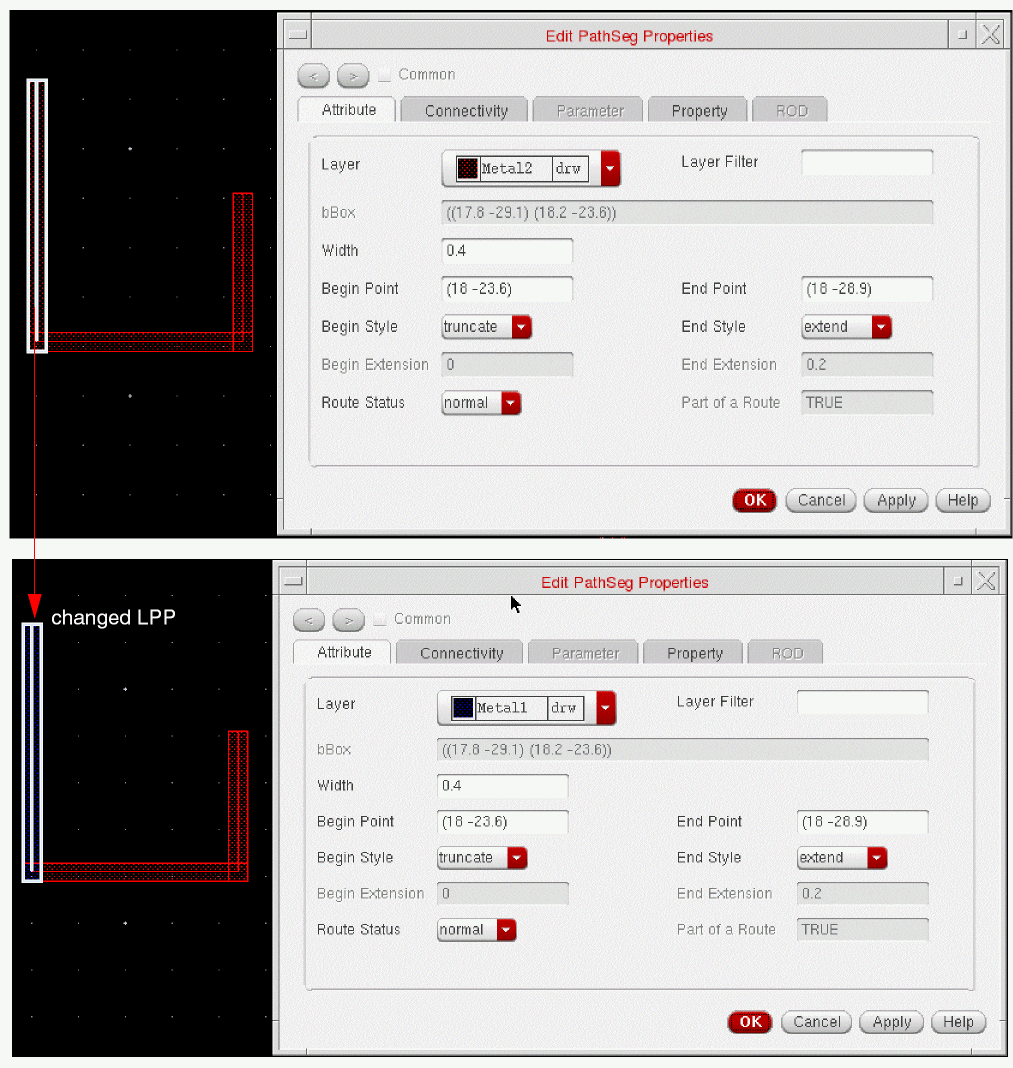 Edit PathSeg Properties
< > Common
Attribute Connectivity Parameter Property ROD
Layer Metal2 drw Layer Filter
bBox ((17.8 -29.1) (18.2 -23.6))
Width 0.4
Begin Point (18 -23.6) End Point (18 -28.9)
Begin Style truncate End Style extend
Begin Extension 0 End Extension 0.2
Route Status normal Part of a Route TRUE
OK Cancel Apply Help
Edit PathSeg Properties
changed LPP
< > Common
Attribute Connectivity Parameter Property ROD
Layer Metal1 drw Layer Filter
bBox ((17.8 -29.1) (18.2 -23.6))
Width 0.4
Begin Point (18 -23.6) End Point (18 -28.9)
Begin Style truncate End Style extend
Begin Extension 0 End Extension 0.2
Route Status normal Part of a Route TRUE
OK Cancel Apply Help